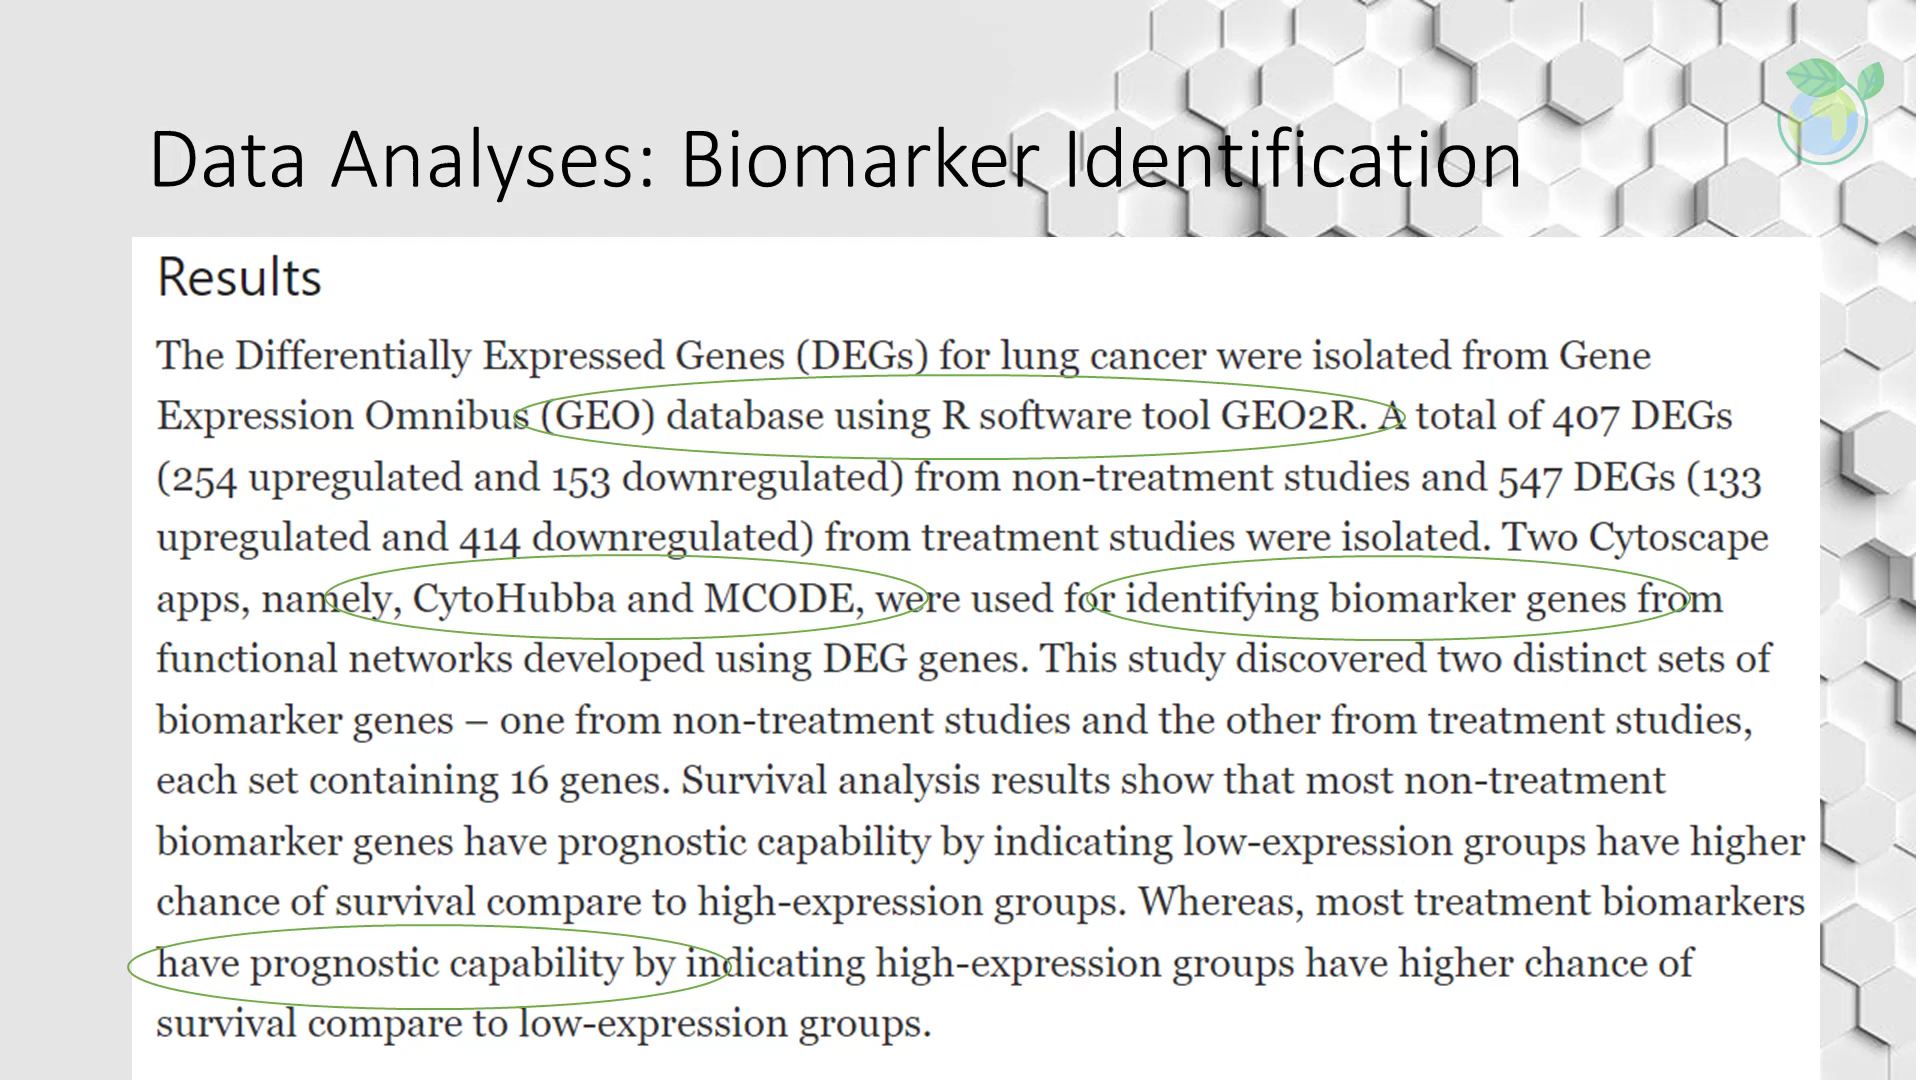 Data Analyses: Biomarker Identification
Results
The Differentially Expressed Genes (DEGs) for lung cancer were isolated from Gene
Expression Omnibus (GEO) database using R software tool GEO2R. A total of 407 DEGs
(254 upregulated and 153 downregulated) from non-treatment studies and 547 DEGs (133
upregulated and 414 downregulated) from treatment studies were isolated. Two Cytoscape
apps, namely, CytoHubba and MCODE, were used for identifying biomarker genes from
functional networks developed using DEG genes. This study discovered two distinct sets of
biomarker genes – one from non-treatment studies and the other from treatment studies,
each set containing 16 genes. Survival analysis results show that most non-treatment
biomarker genes have prognostic capability by indicating low-expression groups have higher
chance of survival compare to high-expression groups. Whereas, most treatment biomarkers
have prognostic capability by indicating high-expression groups have higher chance of
survival compare to low-expression groups.